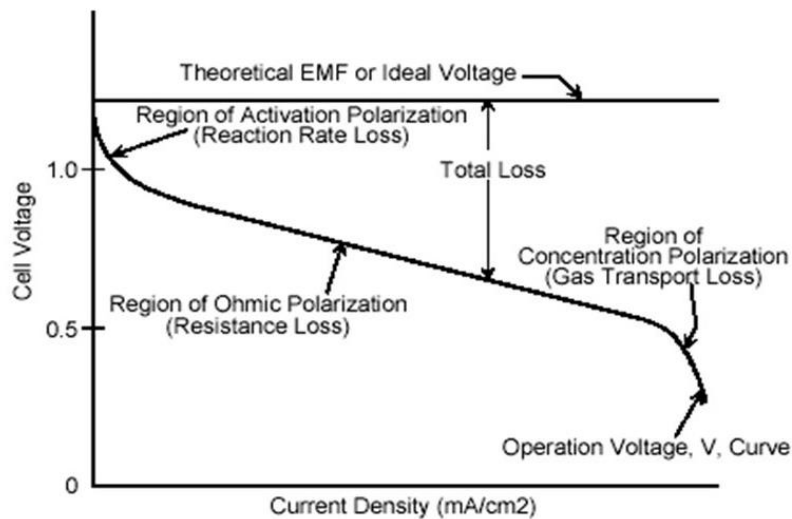 Theoretical EMF or Ideal Voltage
Region of Activation Polarization
(Reaction Rate Loss)
1.0
Total Loss
Cell Voltage
Region of
Concentration Polarization
(Gas Transport Loss)
Region of Ohmic Polarization
(Resistance Loss)
0.5
Operation Voltage, V, Curve
0
Current Density (mA/cm2)